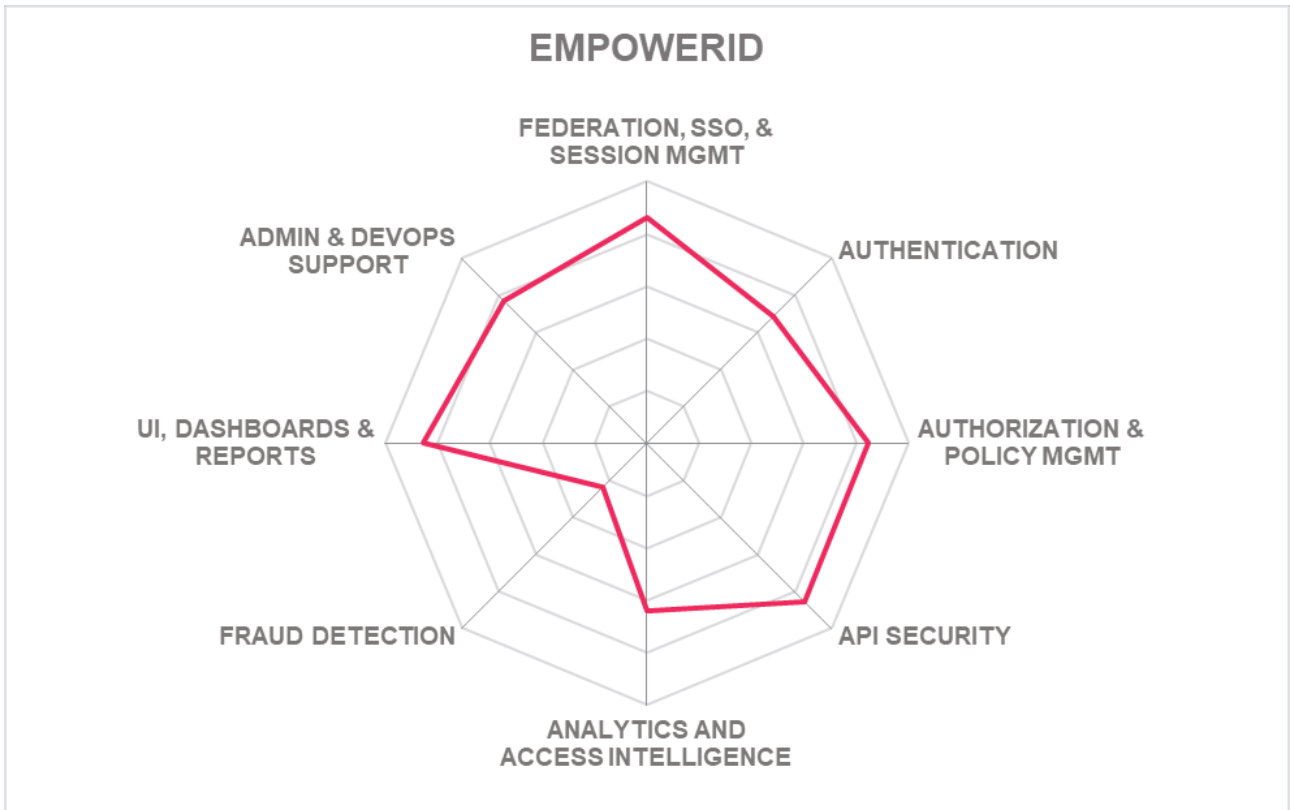 EMPOWERID
FEDERATION, SSO, &
SESSION MGMT
AUTHENTICATION
AUTHORIZATION &
POLICY MGMT
API SECURITY
ANALYTICS AND
ACCESS INTELLIGENCE
FRAUD DETECTION
UI, DASHBOARDS &
REPORTS
ADMIN & DEVOPS
SUPPORT